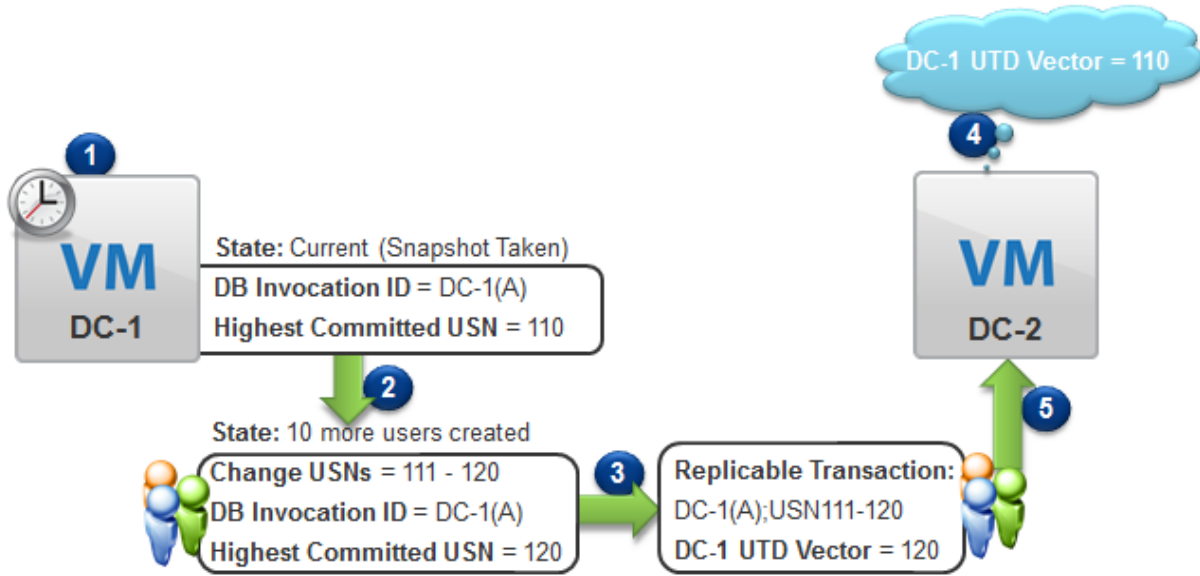 1
VM
DC-1
State: Current (Snapshot Taken)
DB Invocation ID = DC-1(A)
Highest Committed USN = 110
2
State: 10 more users created
Change USNs = 111 - 120
DB Invocation ID = DC-1(A)
Highest Committed USN = 120
3
Replicable Transaction:
DC-1(A);USN111-120
DC-1 UTD Vector = 120
DC-1 UTD Vector = 110
4
VM
DC-2
5